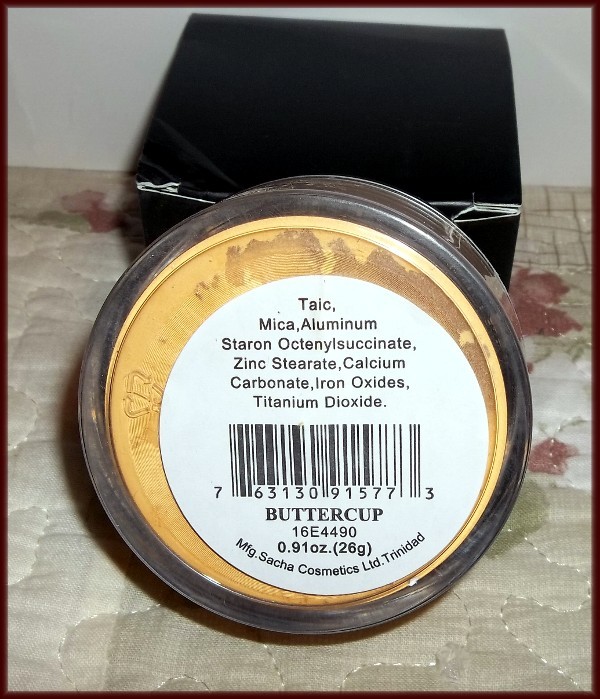 Taic,
Mica,Aluminum
Staron Octenylsuccinate,
Zinc Stearate,Calcium
Carbonate,Iron Oxides,
Titanium Dioxide.
7 63130 91577 3
BUTTERCUP
16E4490
0.91oz.(26g)
Mfg.Sacha Cosmetics Ltd.Trinidad